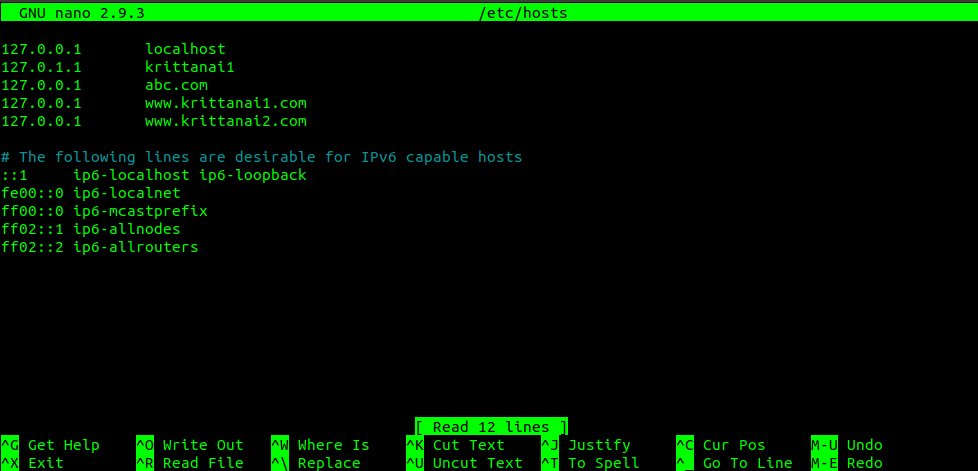 GNU nano 2.9.3 /etc/hosts
127.0.0.1 localhost
127.0.1.1 krittanai1
127.0.0.1 abc.com
127.0.0.1 www.krittanai1.com
127.0.0.1 www.krittanai2.com
# The following lines are desirable for IPv6 capable hosts
::1 ip6-localhost ip6-loopback
fe00::0 ip6-localnet
ff00::0 ip6-mcastprefix
ff02::1 ip6-allnodes
ff02::2 ip6-allrouters
[ Read 12 lines ]
^G Get Help ^O Write Out ^W Where Is ^K Cut Text ^J Justify ^C Cur Pos M-U Undo
^X Exit ^R Read File ^\ Replace ^U Uncut Text ^T To Spell ^_ Go To Line M-E Redo